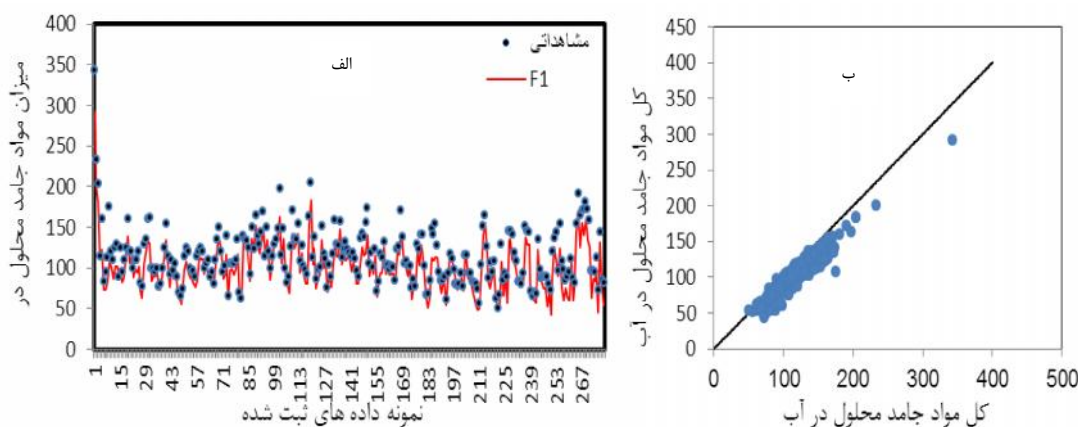 الف
مشاهداتی
F1
میزان مواد جامد محلول در
400
350
300
250
200
150
100
50
0
1 15 29 43 57 71 85 99 113 127 141 155 169 183 197 211 225 239 253 267
نمونه داده های ثبت شده
ب
کل مواد جامد محلول در آب
450
400
350
300
250
200
150
100
50
0
0 100 200 300 400 500
کل مواد جامد محلول در آب